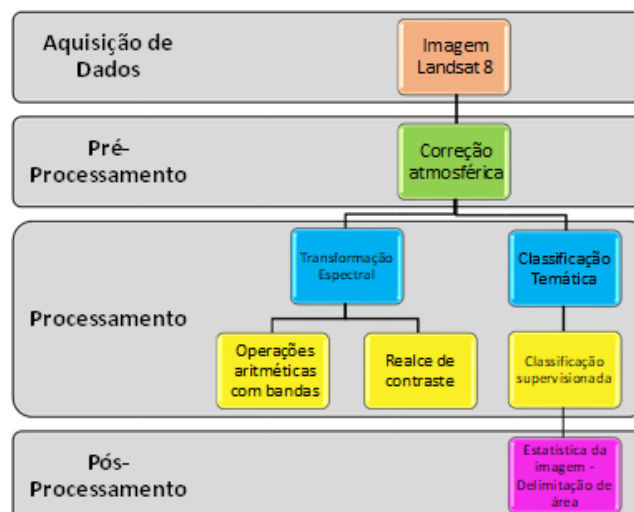 Aquisição de
Dados
Imagem
Landsat 8
Pré-
Processamento
Correção
atmosférica
Processamento
Transformação
Espectral
Classificação
Temática
Operações
aritméticas
com bandas
Realce de
contraste
Classificação
supervisionada
Pós-
Processamento
Estatística da
imagem -
Delimitação de
área